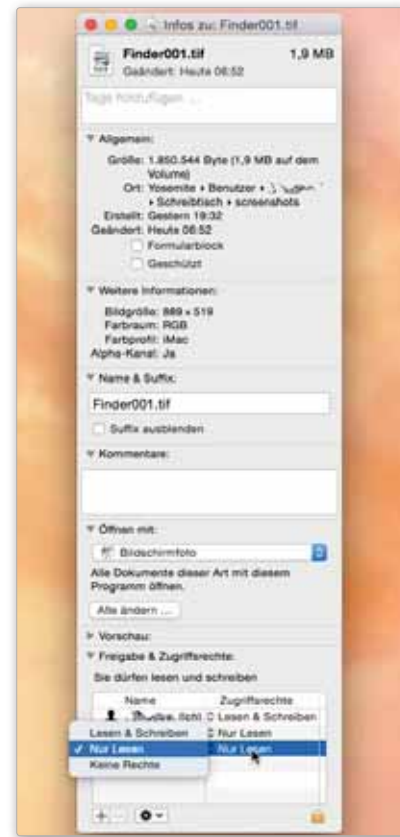 Infos zu: Finder001.tif
Finder001.tif 1,9 MB
Geändert: Heute 06:52
Tags hinzufügen ...
Allgemein:
Größe: 1.850.544 Byte (1,9 MB auf dem
Volume)
Ort: Yosemite ▸ Benutzer ▸
▸ Schreibtisch ▸ screenshots
Erstellt: Gestern 19:32
Geändert: Heute 06:52
Formularblock
Geschützt
Weitere Informationen:
Bildgröße: 889 × 519
Farbraum: RGB
Farbprofil: iMac
Alpha-Kanal: Ja
Name & Suffix:
Finder001.tif
Suffix ausblenden
Kommentare:
Öffnen mit:
Bildschirmfoto
Alle Dokumente dieser Art mit diesem
Programm öffnen.
Alle ändern ...
Vorschau:
Freigabe & Zugriffsrechte:
Sie dürfen lesen und schreiben
Name Zugriffsrechte
Lesen & Schreiben
Lesen & Schreiben Nur Lesen
✓ Nur Lesen Nur Lesen
Keine Rechte